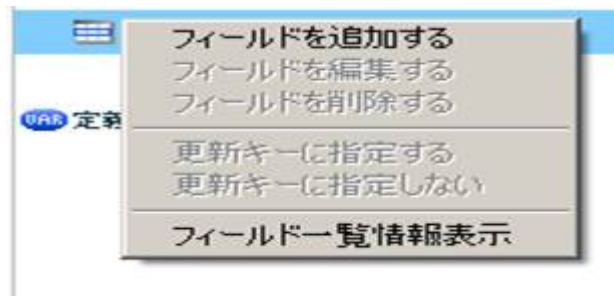 フィールドを追加する
フィールドを編集する
フィールドを削除する
VAR 定義
更新キーに指定する
更新キーに指定しない
フィールド一覧情報表示